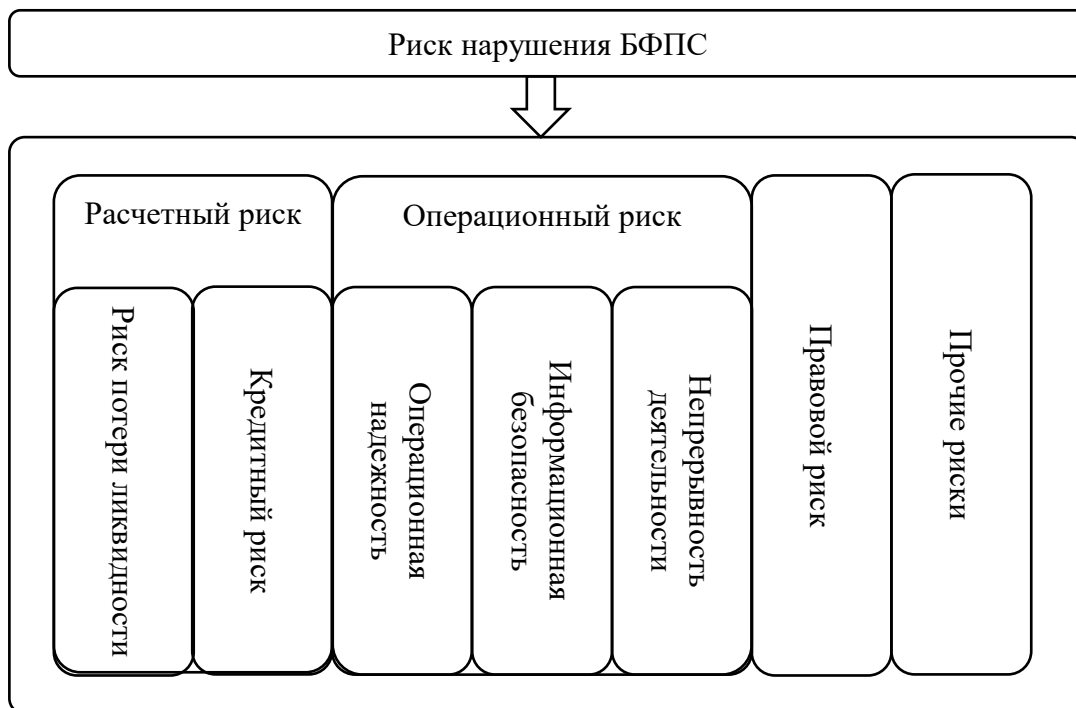 Риск нарушения БФПС
Расчетный риск
Операционный риск
Риск потери ликвидности
Кредитный риск
Операционная
надежность
Информационная
безопасность
Непрерывность
деятельности
Правовой риск
Прочие риски